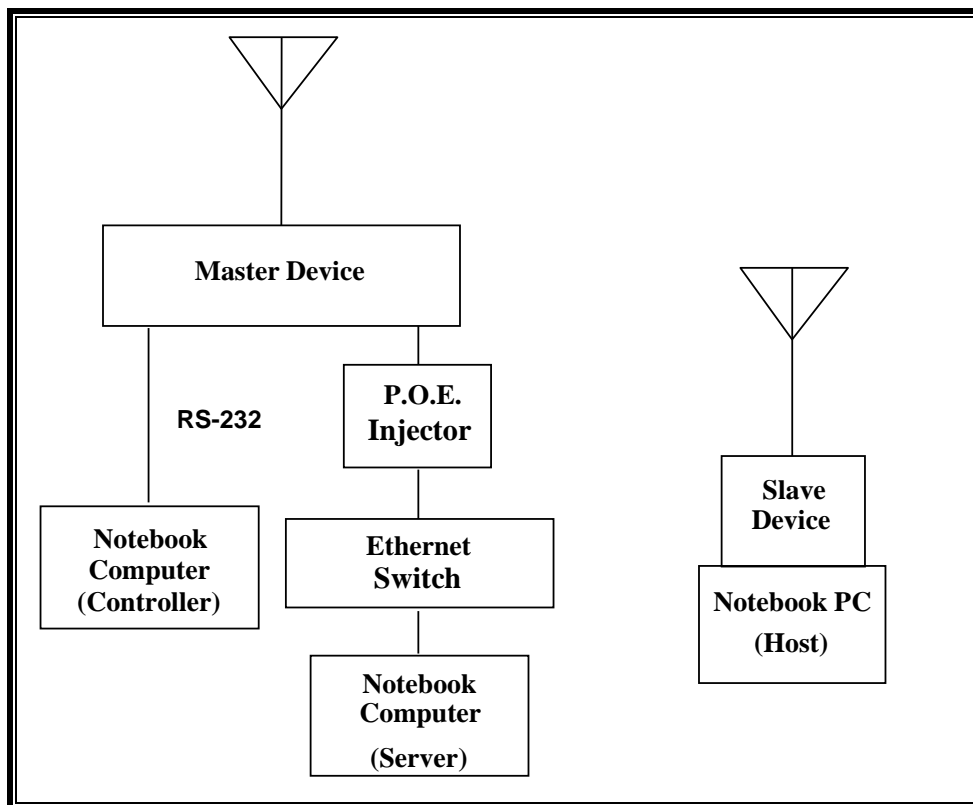 Master Device
P.O.E.
Injector
RS-232
Slave
Device
Notebook
Computer
(Controller)
Ethernet
Switch
Notebook PC
(Host)
Notebook
Computer
(Server)